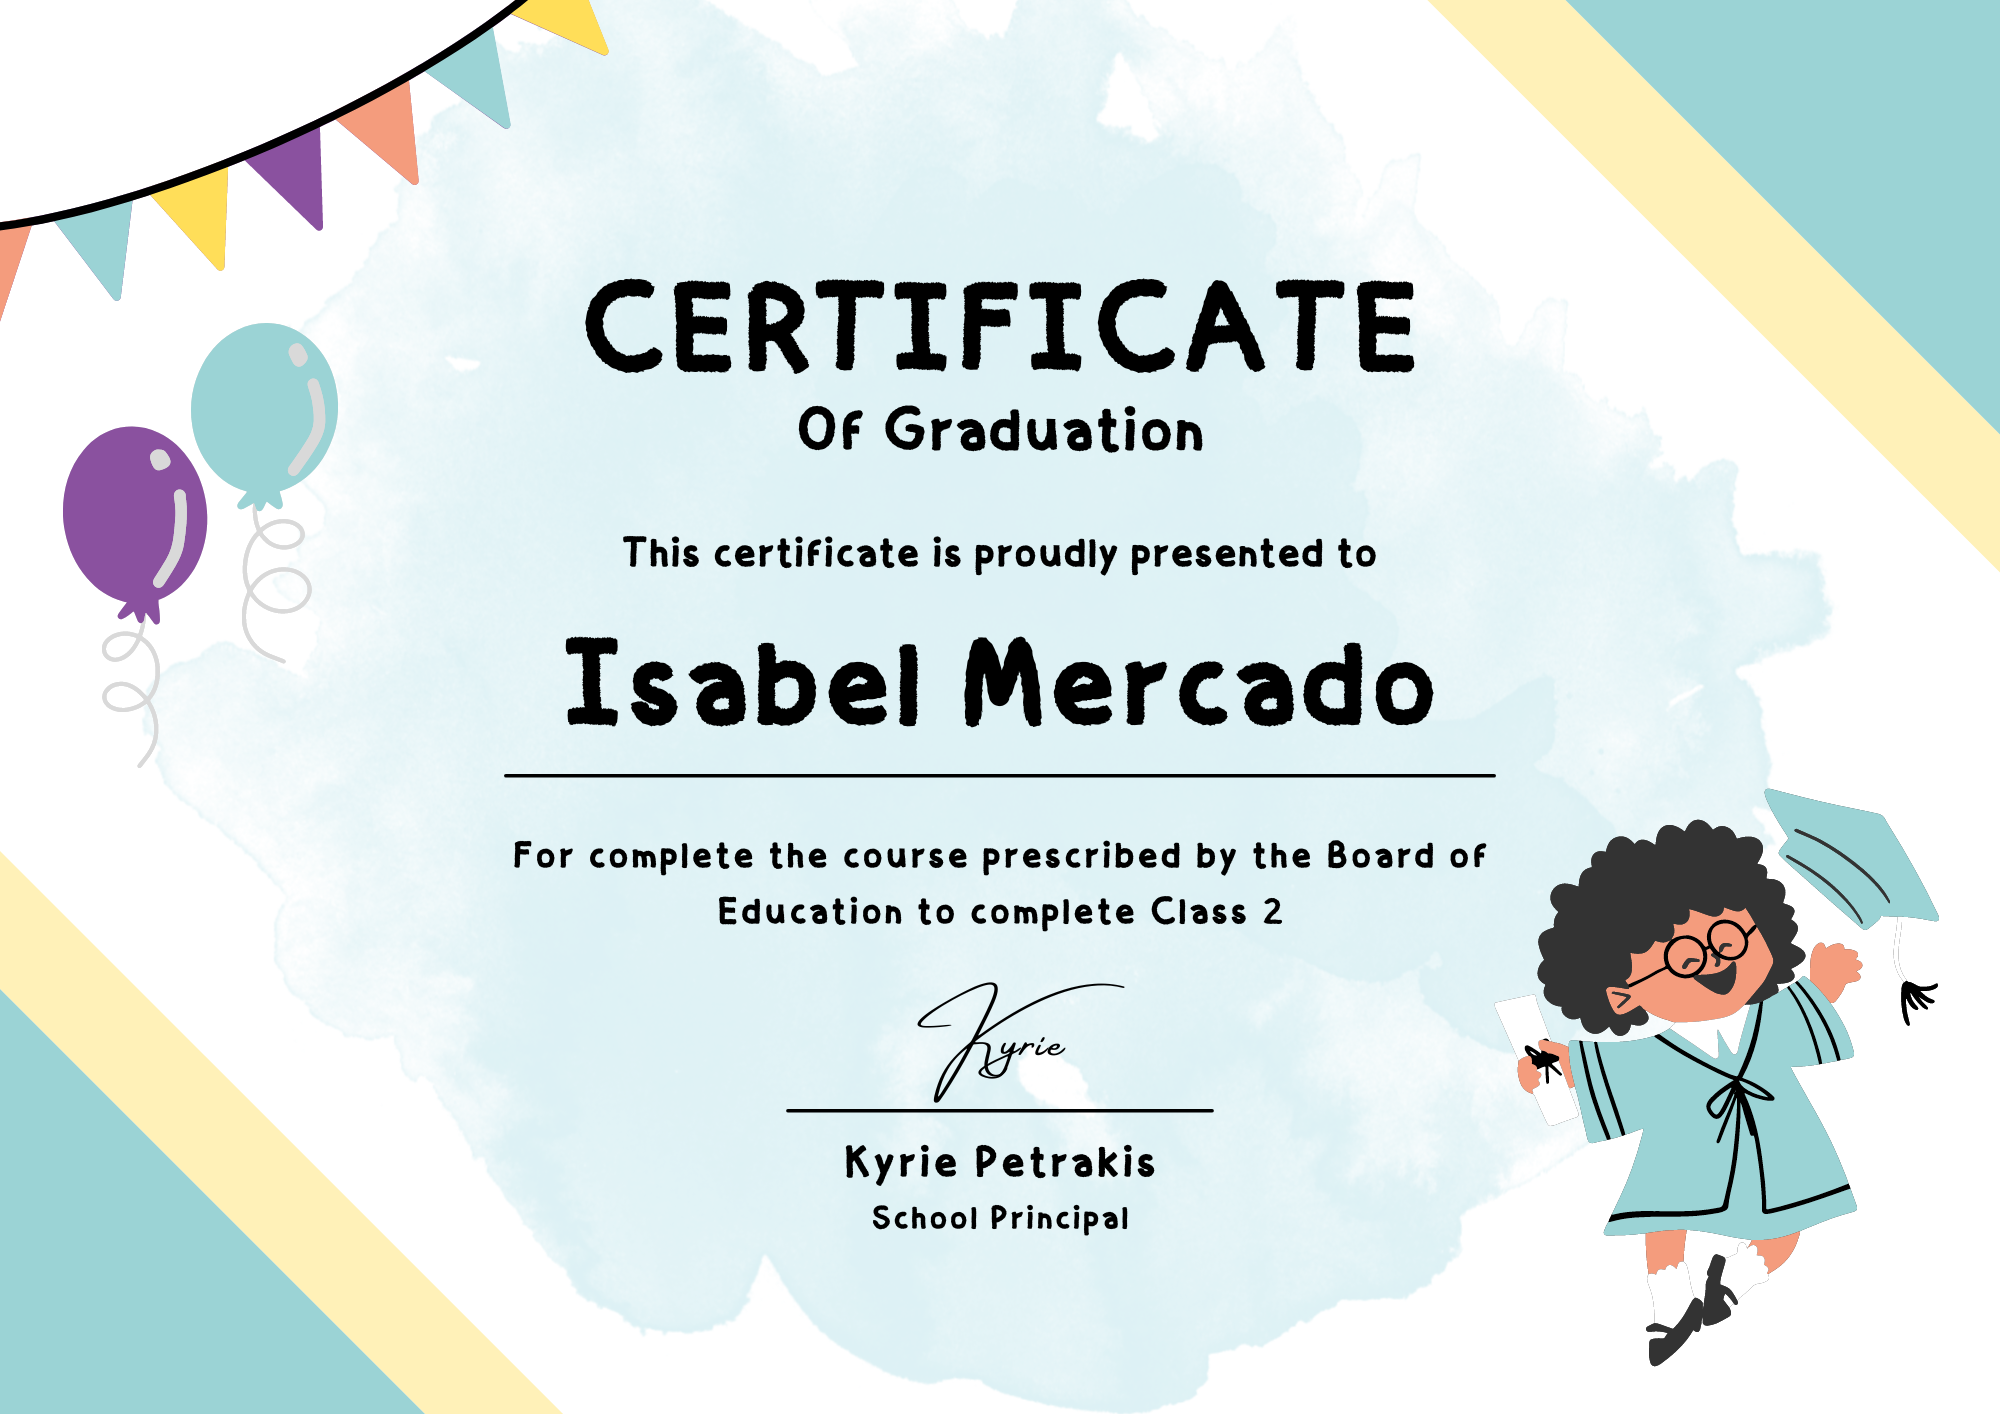 CERTIFICATE
Of Graduation
This certificate is proudly presented to
Isabel Mercado
For complete the course prescribed by the Board of
Education to complete Class 2
Kyrie
Kyrie Petrakis
School Principal